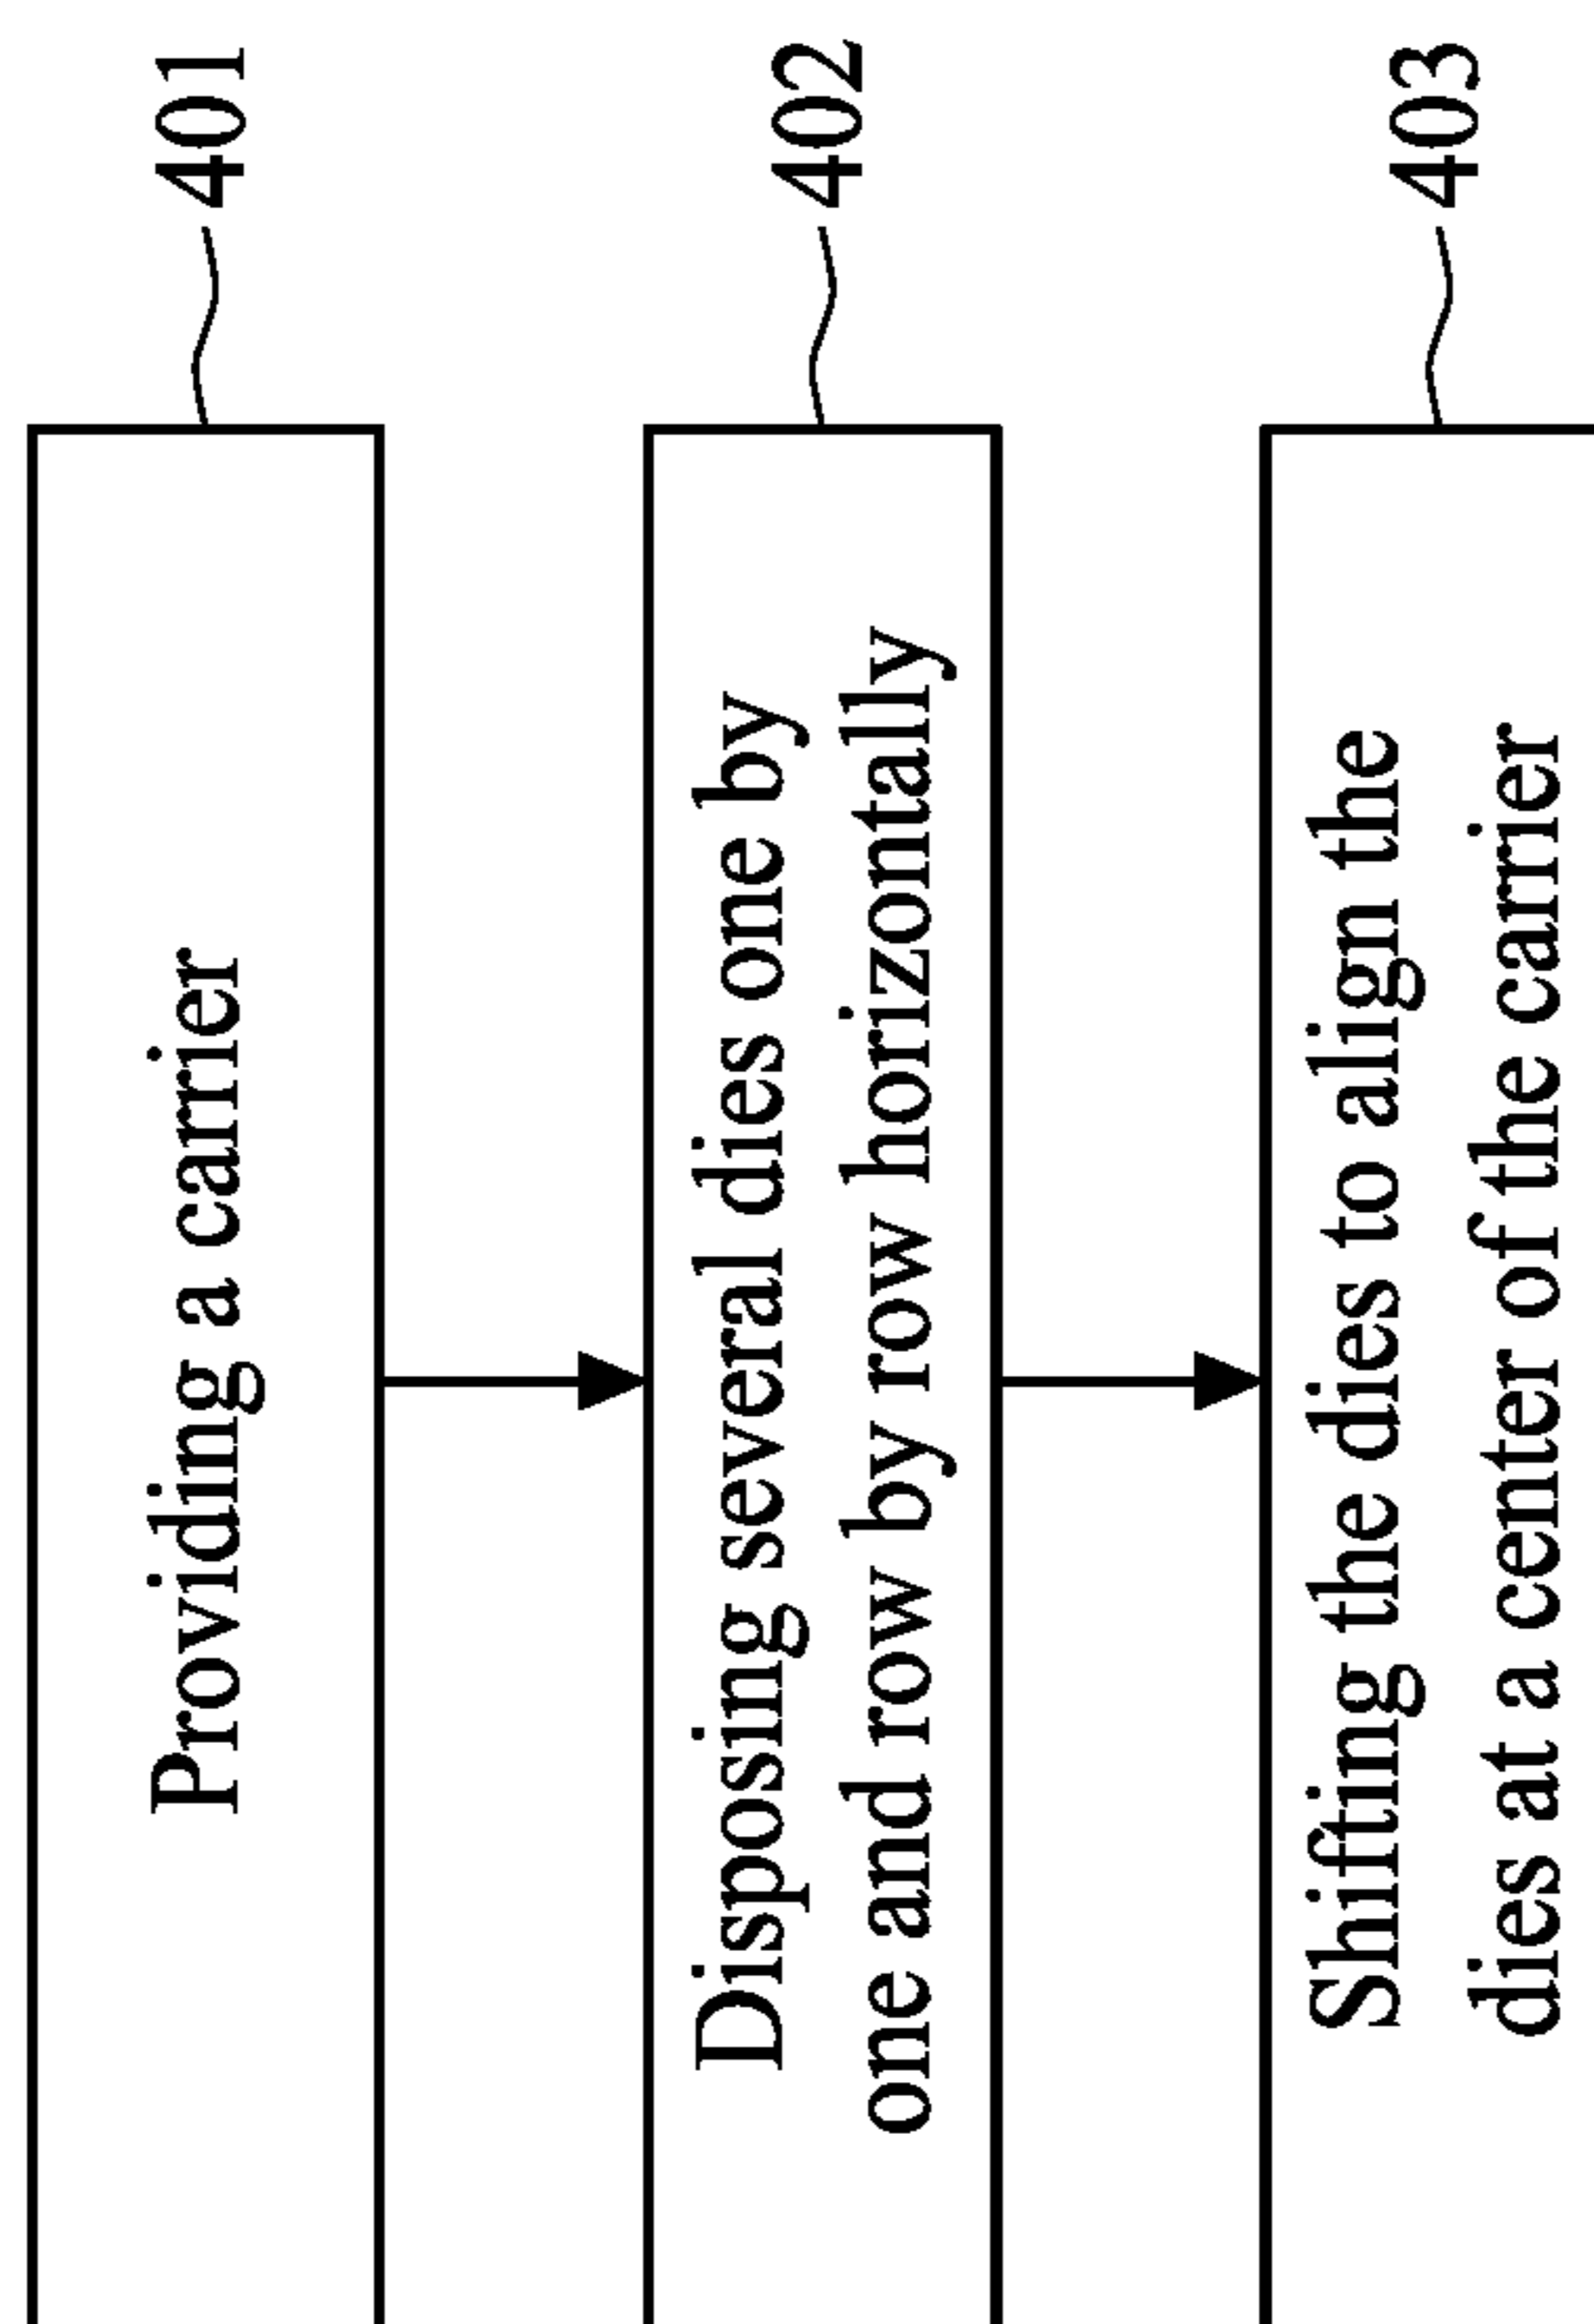 Providing a carrier
401
Disposing several dies one by
one and row by row horizontally
402
Shifting the dies to align the
dies at a center of the carrier
403